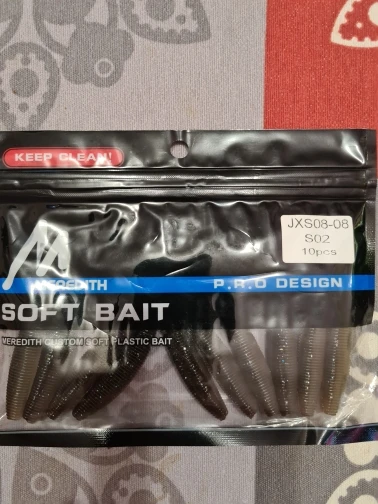 KEEP CLEAN!
JXS08-08
S02
10pcs
MEREDITH
P.R.O DESIGN
SOFT BAIT
MEREDITH CUSTOM SOFT PLASTIC BAIT